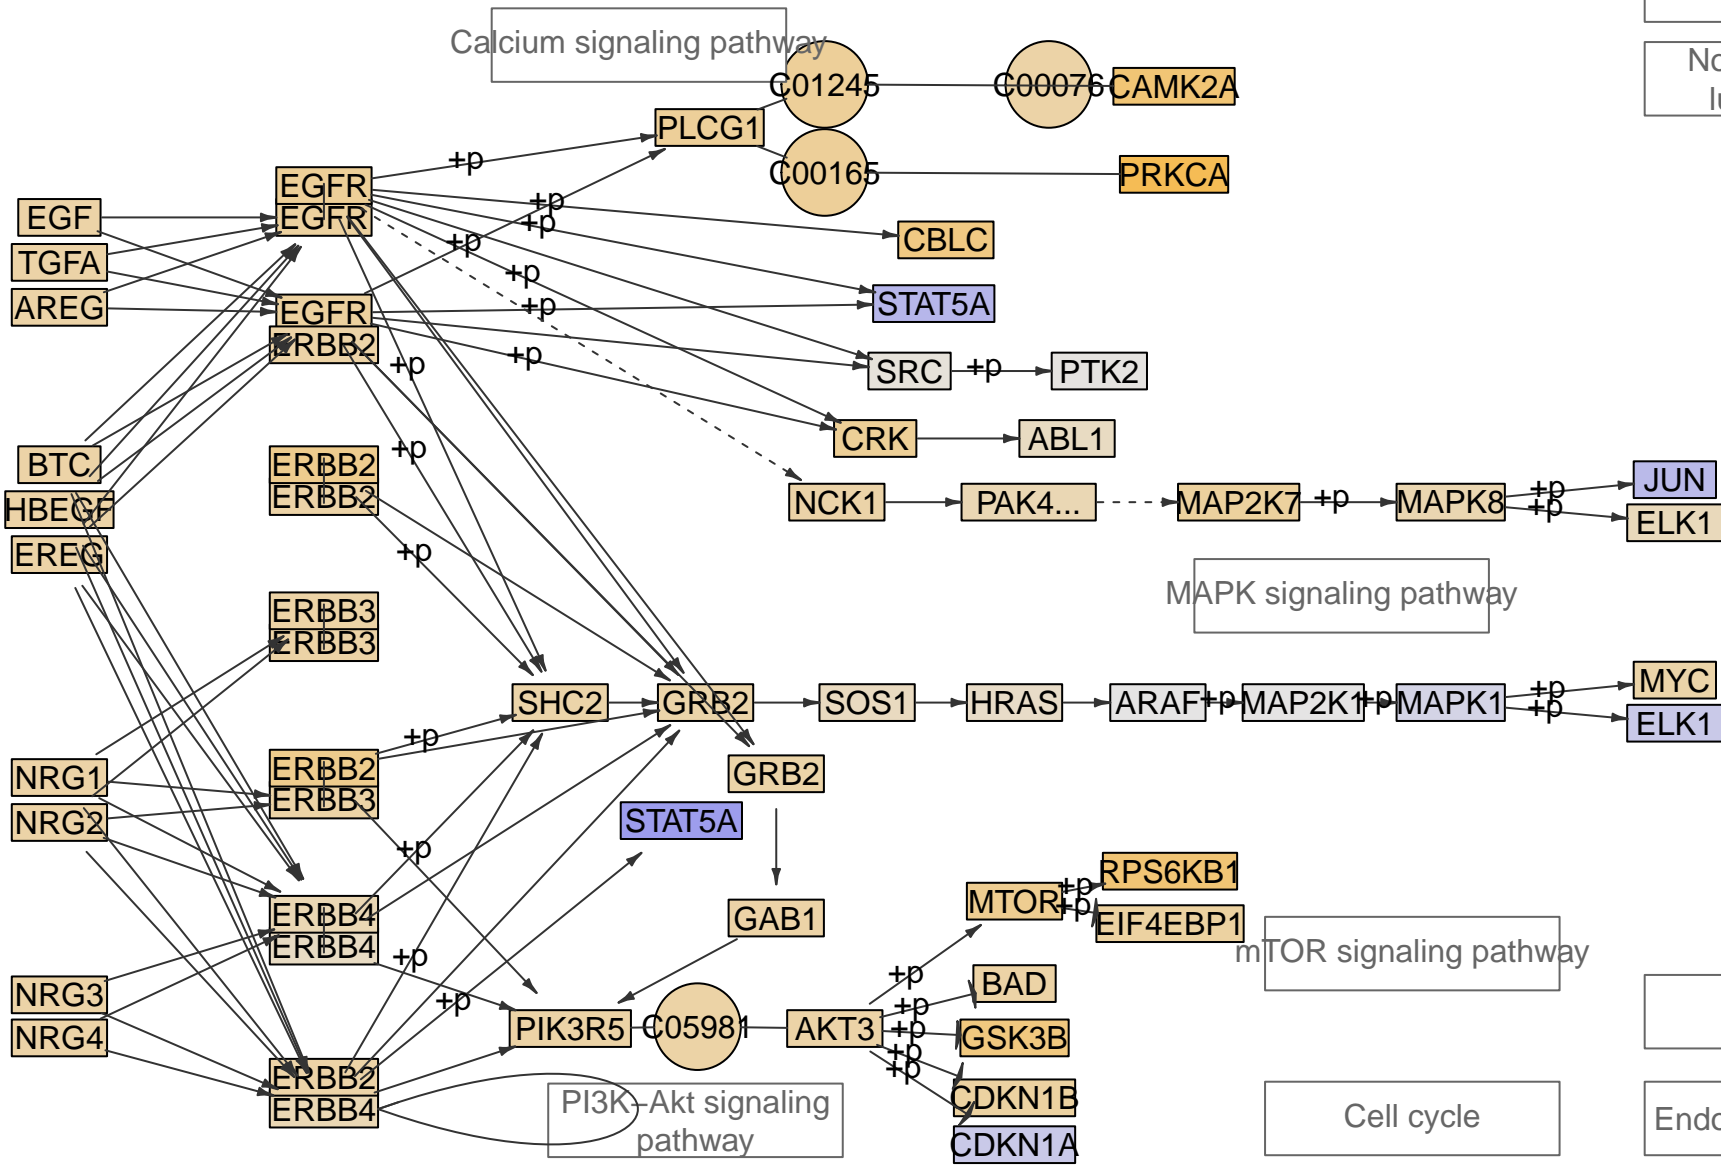 Calcium signaling pathway
C01245
C00076
CAMK2A
No
PLCG1
C00165
PRKCA
+p
EGFR
EGFR
EGF
TGFA
AREG
+p
+p
+p
+p
CBLC
STAT5A
EGFR
ERBB2
+p
+p
+p
SRC
+p
PTK2
CRK
ABL1
BTC
HBEGF
EREG
ERBB2
ERBB2
+p
NCK1
PAK4...
MAP2K7
+p
MAPK8
+p
+p
JUN
ELK1
+p
MAPK signaling pathway
ERBB3
ERBB3
SHC2
GRB2
SOS1
HRAS
ARAF
+p
MAP2K1
+p
MAPK1
+p
+p
MYC
ELK1
NRG1
NRG2
ERBB2
ERBB3
+p
GRB2
STAT5A
+p
ERBB4
ERBB4
GAB1
MTOR
+p
+p
RPS6KB1
EIF4EBP1
mTOR signaling pathway
+p
+p
NRG3
NRG4
PIK3R5
C05981
AKT3
+p
+p
+p
+p
+p
BAD
GSK3B
CDKN1B
CDKN1A
ERBB2
ERBB4
PI3K–Akt signaling
pathway
Cell cycle
Endo